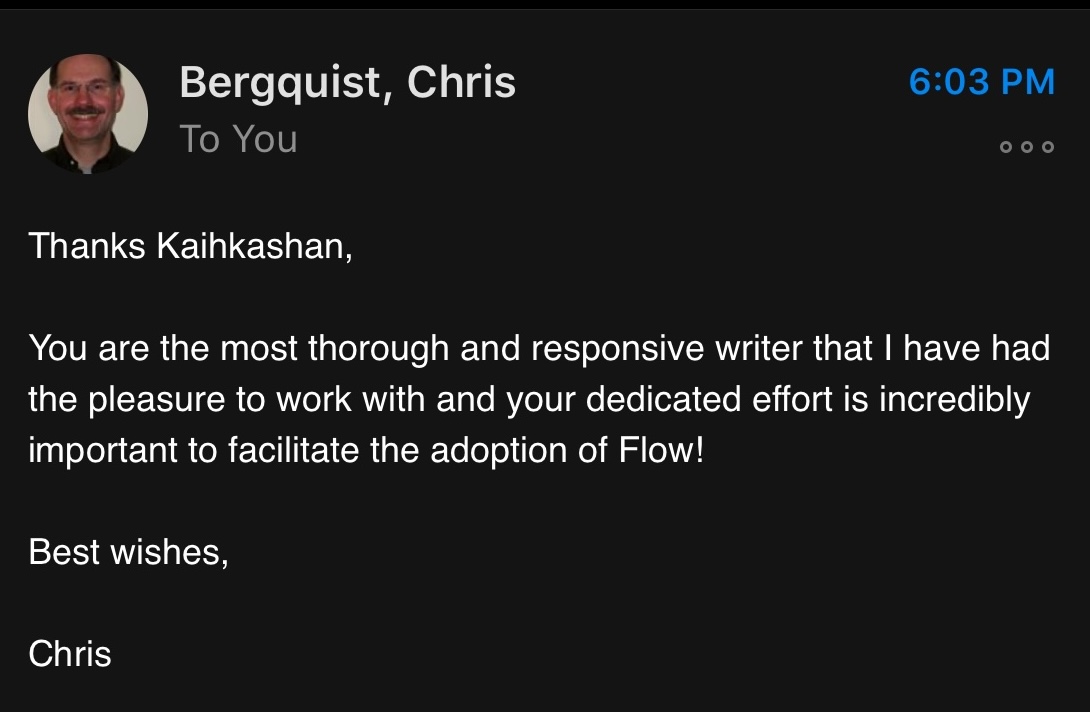 Bergquist, Chris
6:03 PM
To You
Thanks Kaihkashan,
You are the most thorough and responsive writer that I have had
the pleasure to work with and your dedicated effort is incredibly
important to facilitate the adoption of Flow!
Best wishes,
Chris